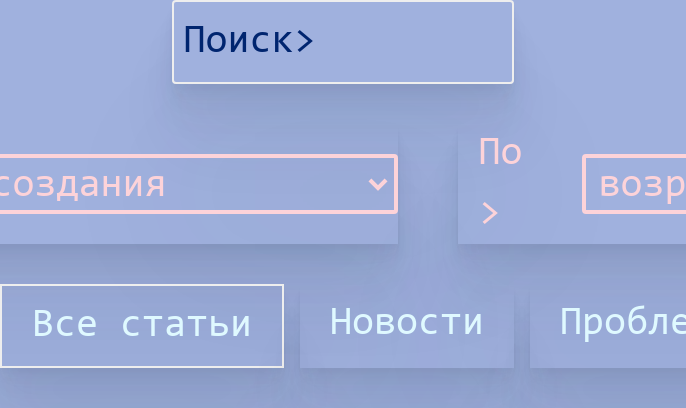 Поиск>
создания
По
>
возр
Все статьи Новости Пробле